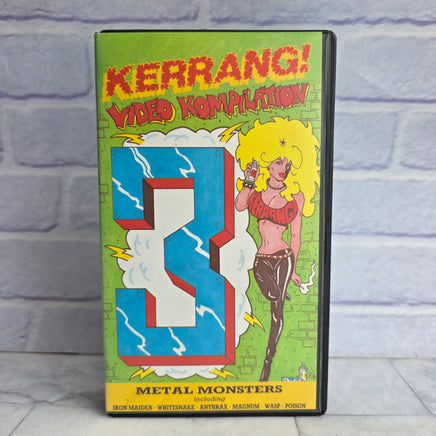 KERRANG!
VIDEO KOMPILATION
3
KERRANG!
METAL MONSTERS
including
IRON MAIDEN · WHITESNAKE · ANTHRAX · MAGNUM · WASP · POISON